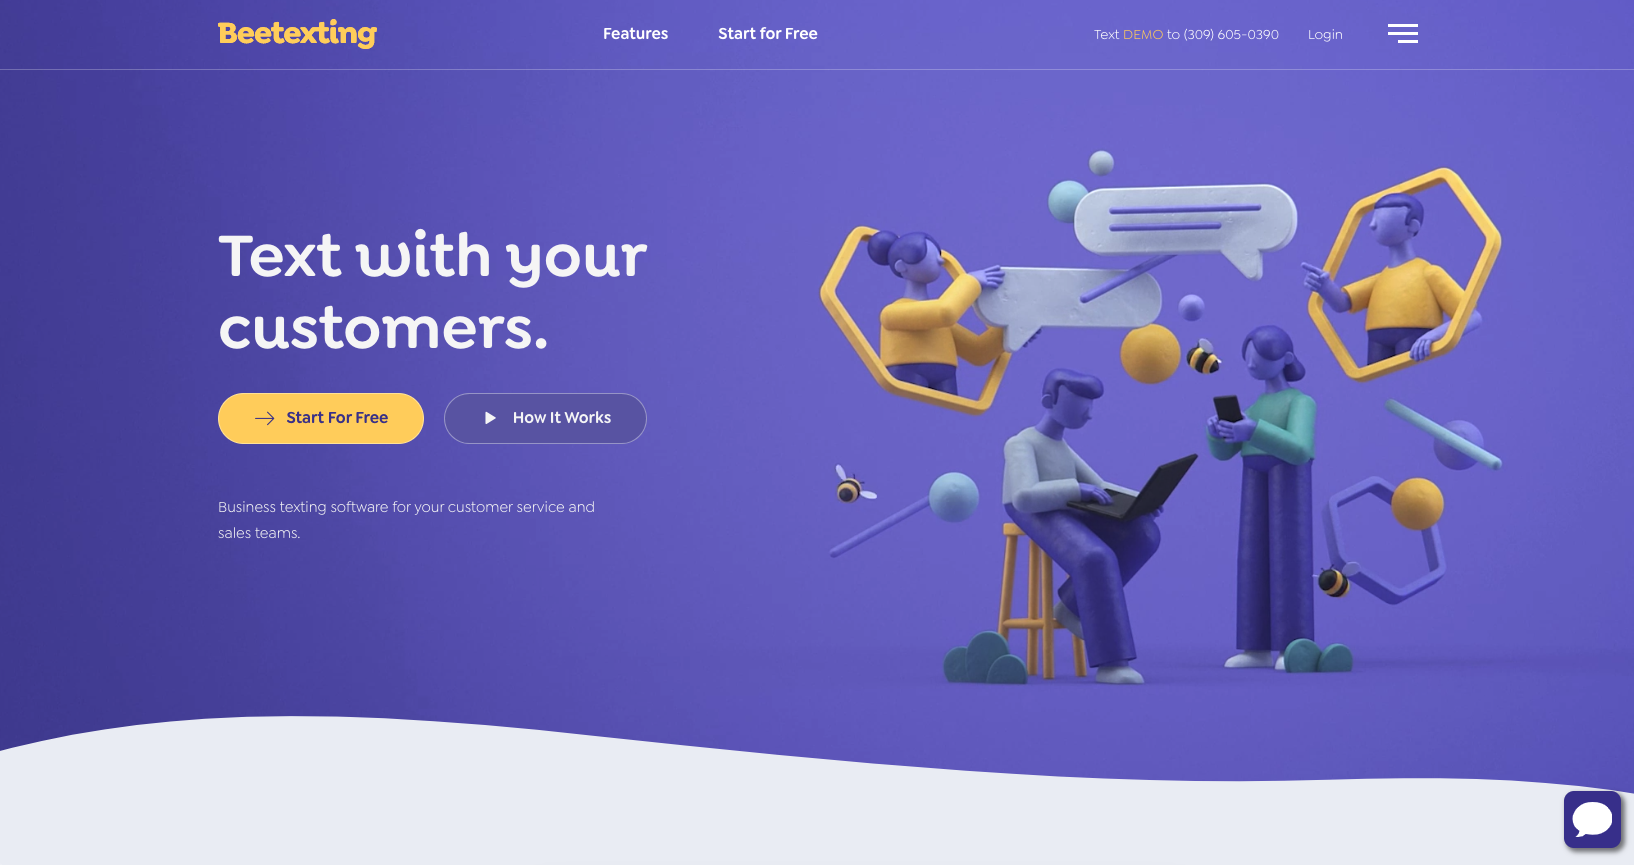 Beetexting
Features
Start for Free
Text DEMO to (309) 605-0390
Login
Text with your
customers.
Start For Free
How It Works
Business texting software for your customer service and
sales teams.